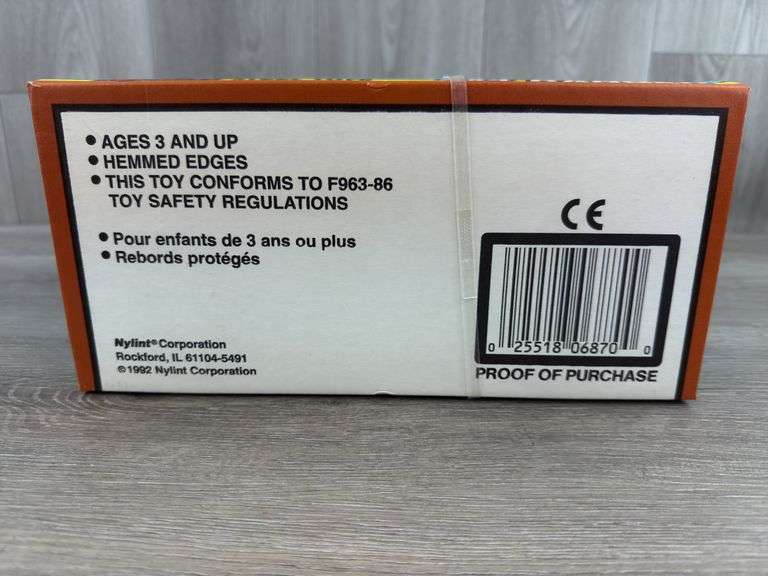 • AGES 3 AND UP
• HEMMED EDGES
• THIS TOY CONFORMS TO F963-86
TOY SAFETY REGULATIONS
• Pour enfants de 3 ans ou plus
• Rebords protégés
Nylint® Corporation
Rockford, IL 61104-5491
© 1992 Nylint Corporation
CE
0 25518 06870 0
PROOF OF PURCHASE